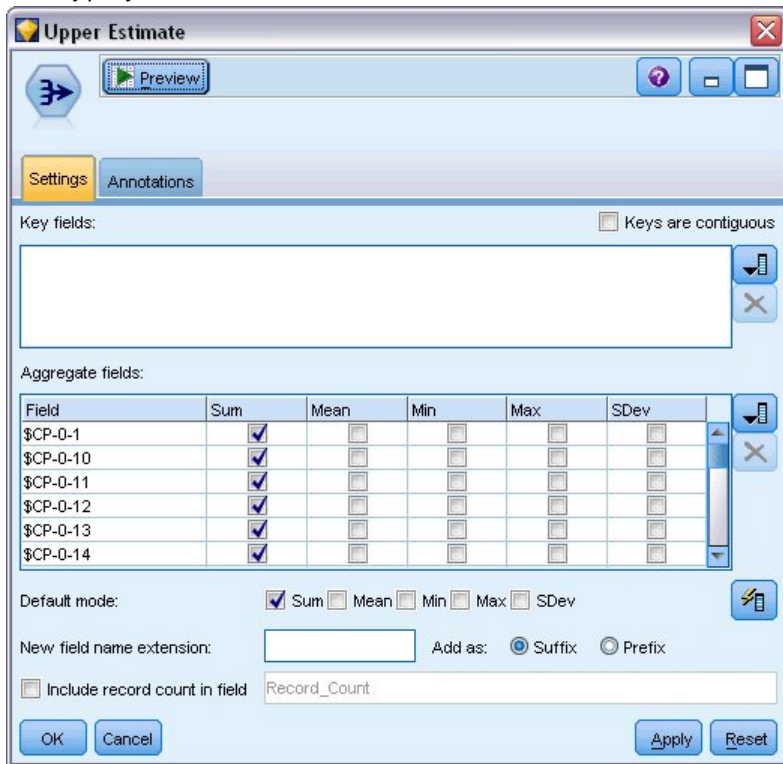 Upper Estimate
Preview
Settings Annotations
Key fields: Keys are contiguous
Aggregate fields:
Field Sum Mean Min Max SDev
$CP-0-1
$CP-0-10
$CP-0-11
$CP-0-12
$CP-0-13
$CP-0-14
Default mode: Sum Mean Min Max SDev
New field name extension: Add as: Suffix Prefix
Include record count in field Record_Count
OK Cancel Apply Reset